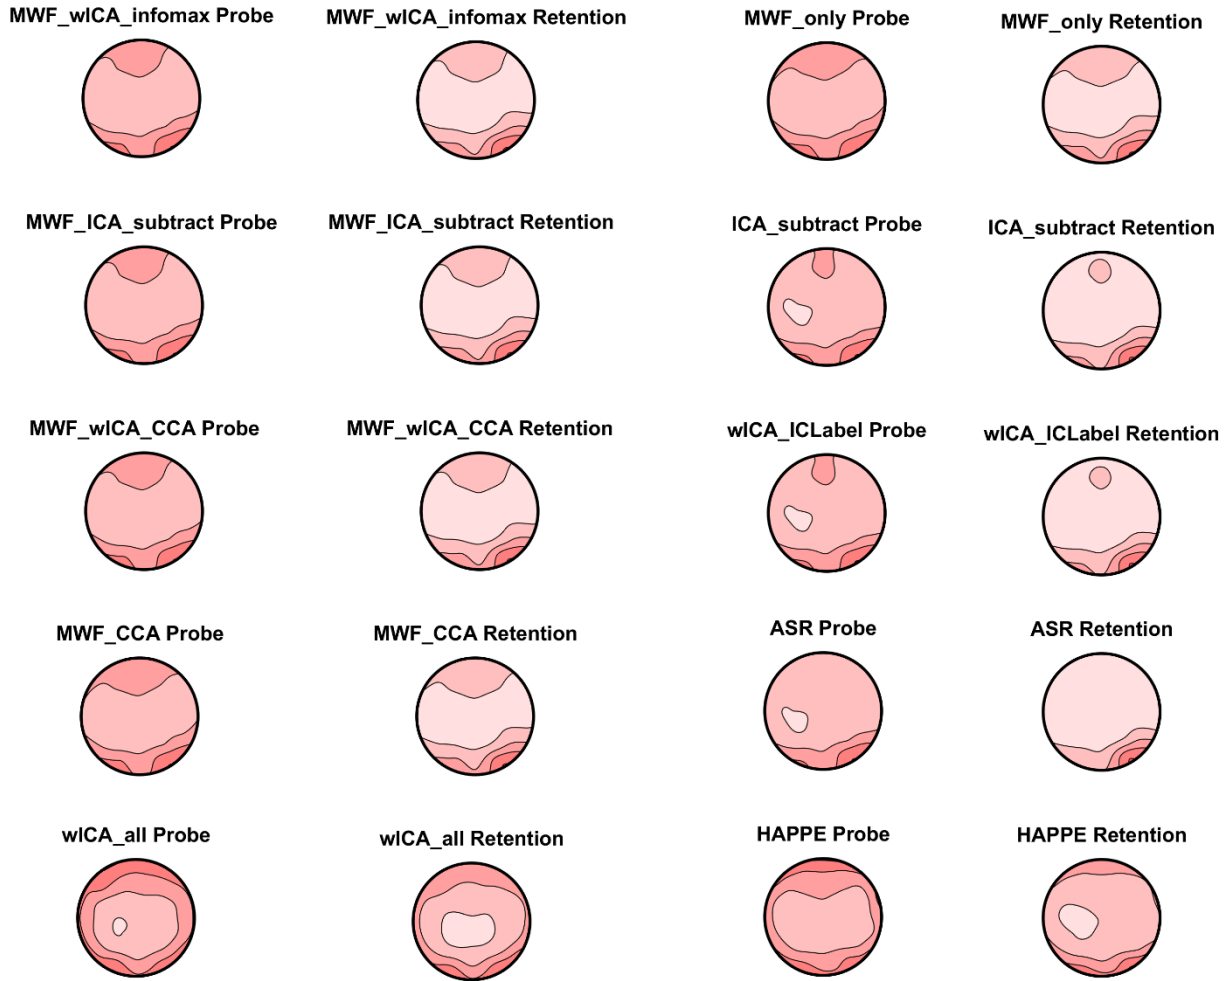 MWF_wICA_infomax Probe
MWF_wICA_infomax Retention
MWF_only Probe
MWF_only Retention
MWF_ICA_subtract Probe
MWF_ICA_subtract Retention
ICA_subtract Probe
ICA_subtract Retention
MWF_wICA_CCA Probe
MWF_wICA_CCA Retention
wICA_ICLabel Probe
wICA_ICLabel Retention
MWF_CCA Probe
MWF_CCA Retention
ASR Probe
ASR Retention
wICA_all Probe
wICA_all Retention
HAPPE Probe
HAPPE Retention